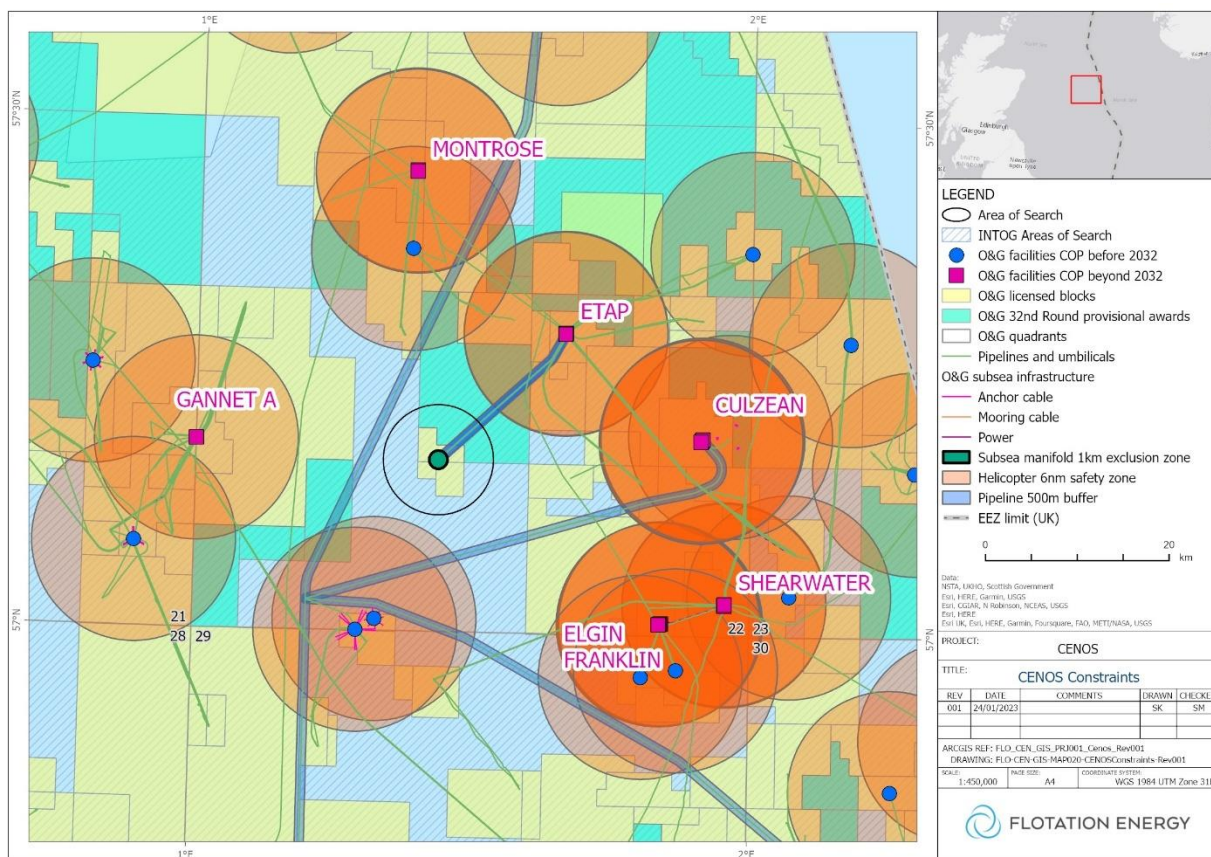 1°E
2°E
57°30'N
57°30'N
MONTROSE
ETAP
GANNET A
CULZEAN
SHEARWATER
ELGIN
FRANKLIN
21
28 29
22 23
30
57°N
57°N
1°E
2°E
Edinburgh
Glasgow
LEGEND
Area of Search
INTOG Areas of Search
O&G facilities COP before 2032
O&G facilities COP beyond 2032
O&G licensed blocks
O&G 32nd Round provisional awards
O&G quadrants
Pipelines and umbilicals
O&G subsea infrastructure
Anchor cable
Mooring cable
Power
Subsea manifold 1km exclusion zone
Helicopter 6nm safety zone
Pipeline 500m buffer
EEZ limit (UK)
0 20
km
Data:
NSTA, UKHO, Scottish Government
Esri, HERE, Garmin, USGS
Esri, CGIAR, N Robinson, NCEAS, USGS
Esri, HERE
Esri UK, Esri, HERE, Garmin, Foursquare, FAO, METI/NASA, USGS
PROJECT:
CENOS
TITLE:
CENOS Constraints
REV DATE COMMENTS DRAWN CHECKE
001 24/01/2023 SK SM
ARCGIS REF: FLO_CEN_GIS_PRJ001_Cenos_Rev001
DRAWING: FLO-CEN-GIS-MAP020-CENOSConstraints-Rev001
SCALE: PAGE SIZE: COORDINATE SYSTEM:
1:450,000 A4 WGS 1984 UTM Zone 31
FLOTATION ENERGY